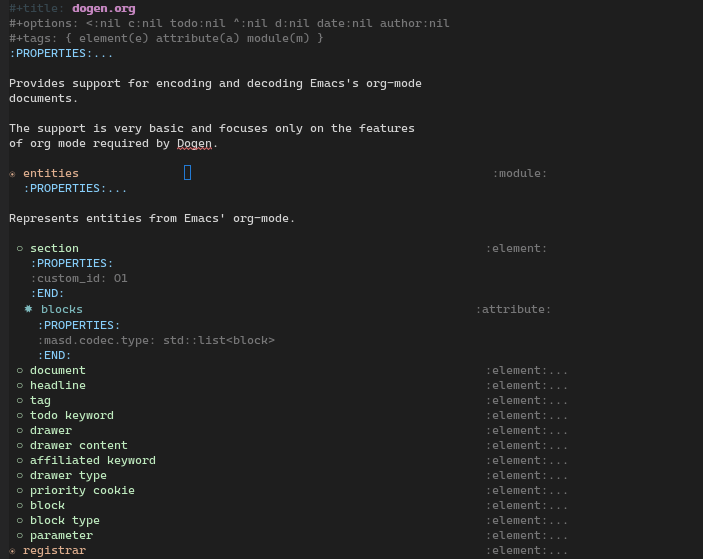 #+title: dogen.org
#+options: <:nil c:nil todo:nil ^:nil d:nil date:nil author:nil
#+tags: { element(e) attribute(a) module(m) }
:PROPERTIES:...
Provides support for encoding and decoding Emacs's org-mode
documents.
The support is very basic and focuses only on the features
of org mode required by Dogen.
entities :module:
:PROPERTIES:...
Represents entities from Emacs' org-mode.
○ section :element:
:PROPERTIES:
:custom_id: O1
:END:
✸ blocks :attribute:
:PROPERTIES:
:masd.codec.type: std::list<block>
:END:
○ document :element:...
○ headline :element:...
○ tag :element:...
○ todo keyword :element:...
○ drawer :element:...
○ drawer content :element:...
○ affiliated keyword :element:...
○ drawer type :element:...
○ priority cookie :element:...
○ block :element:...
○ block type :element:...
○ parameter :element:...
registrar :element:...